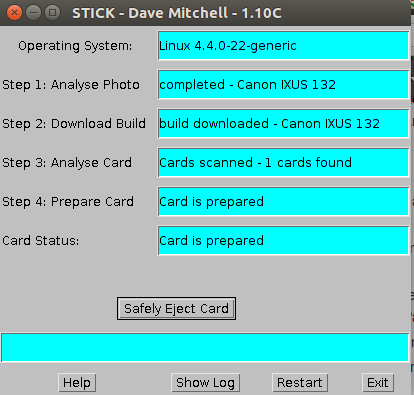 STICK - Dave Mitchell - 1.10C
Operating System: Linux 4.4.0-22-generic
Step 1: Analyse Photo completed - Canon IXUS 132
Step 2: Download Build build downloaded - Canon IXUS 132
Step 3: Analyse Card Cards scanned - 1 cards found
Step 4: Prepare Card Card is prepared
Card Status: Card is prepared
Safely Eject Card
Help Show Log Restart Exit